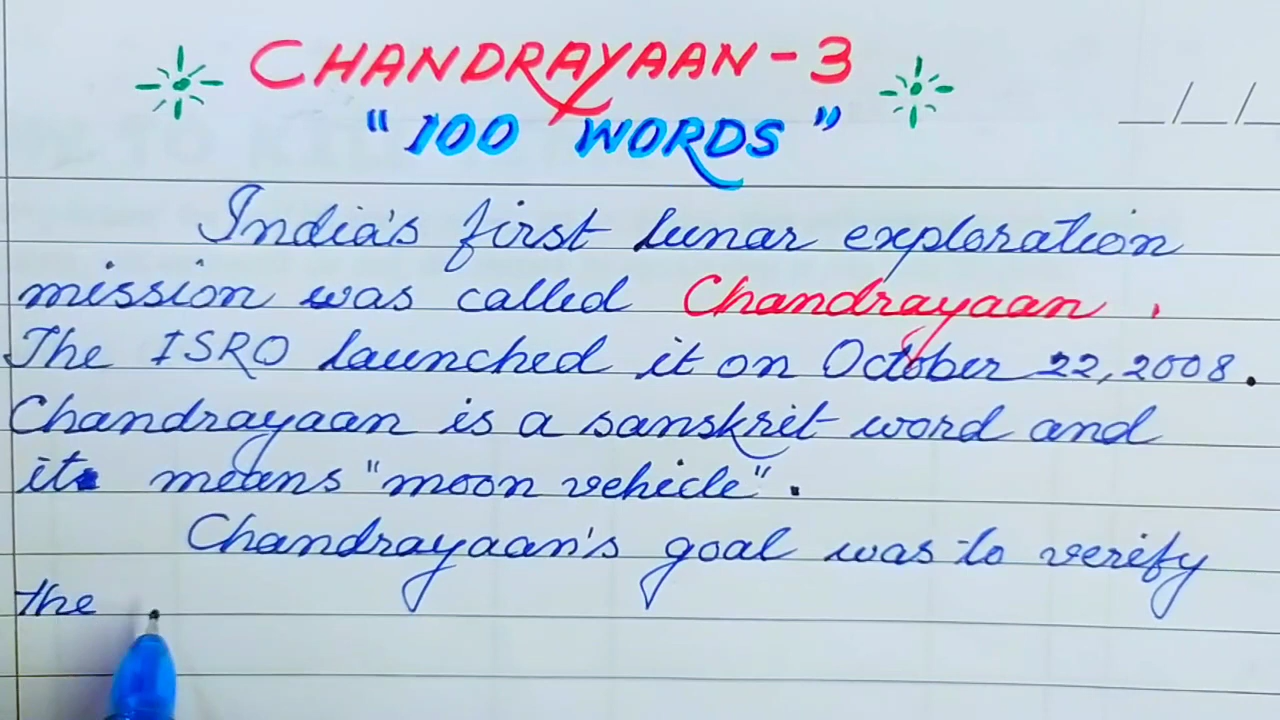 CHANDRAYAAN-3
"100 WORDS"
India's first lunar exploration
mission was called Chandrayaan.
The ISRO launched it on October 22, 2008.
Chandrayaan is a sanskrit word and
it means "moon vehicle".
Chandrayaan's goal was to verify
the